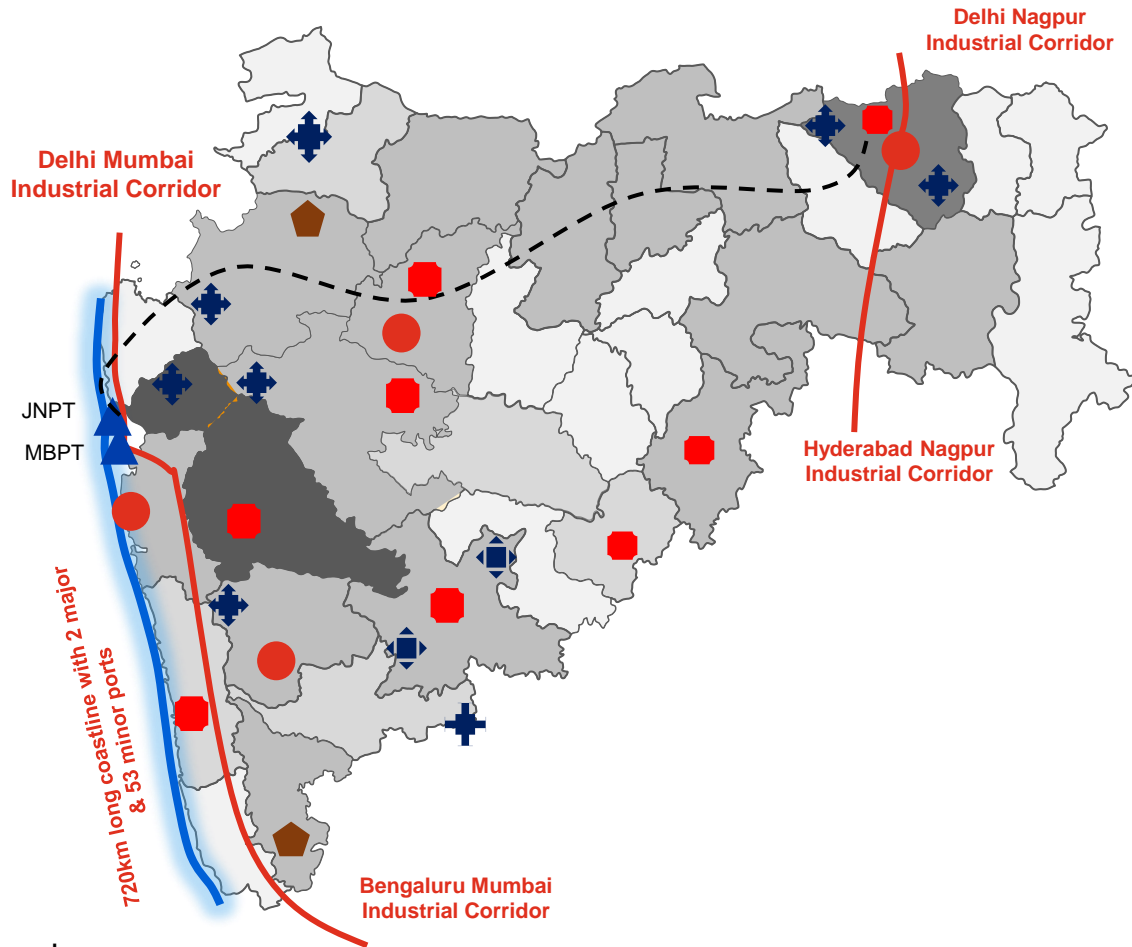 Delhi Nagpur
Industrial Corridor
Delhi Mumbai
Industrial Corridor
JNPT
MBPT
Hyderabad Nagpur
Industrial Corridor
720km long coastline with 2 major
& 53 minor ports
Bengaluru Mumbai
Industrial Corridor